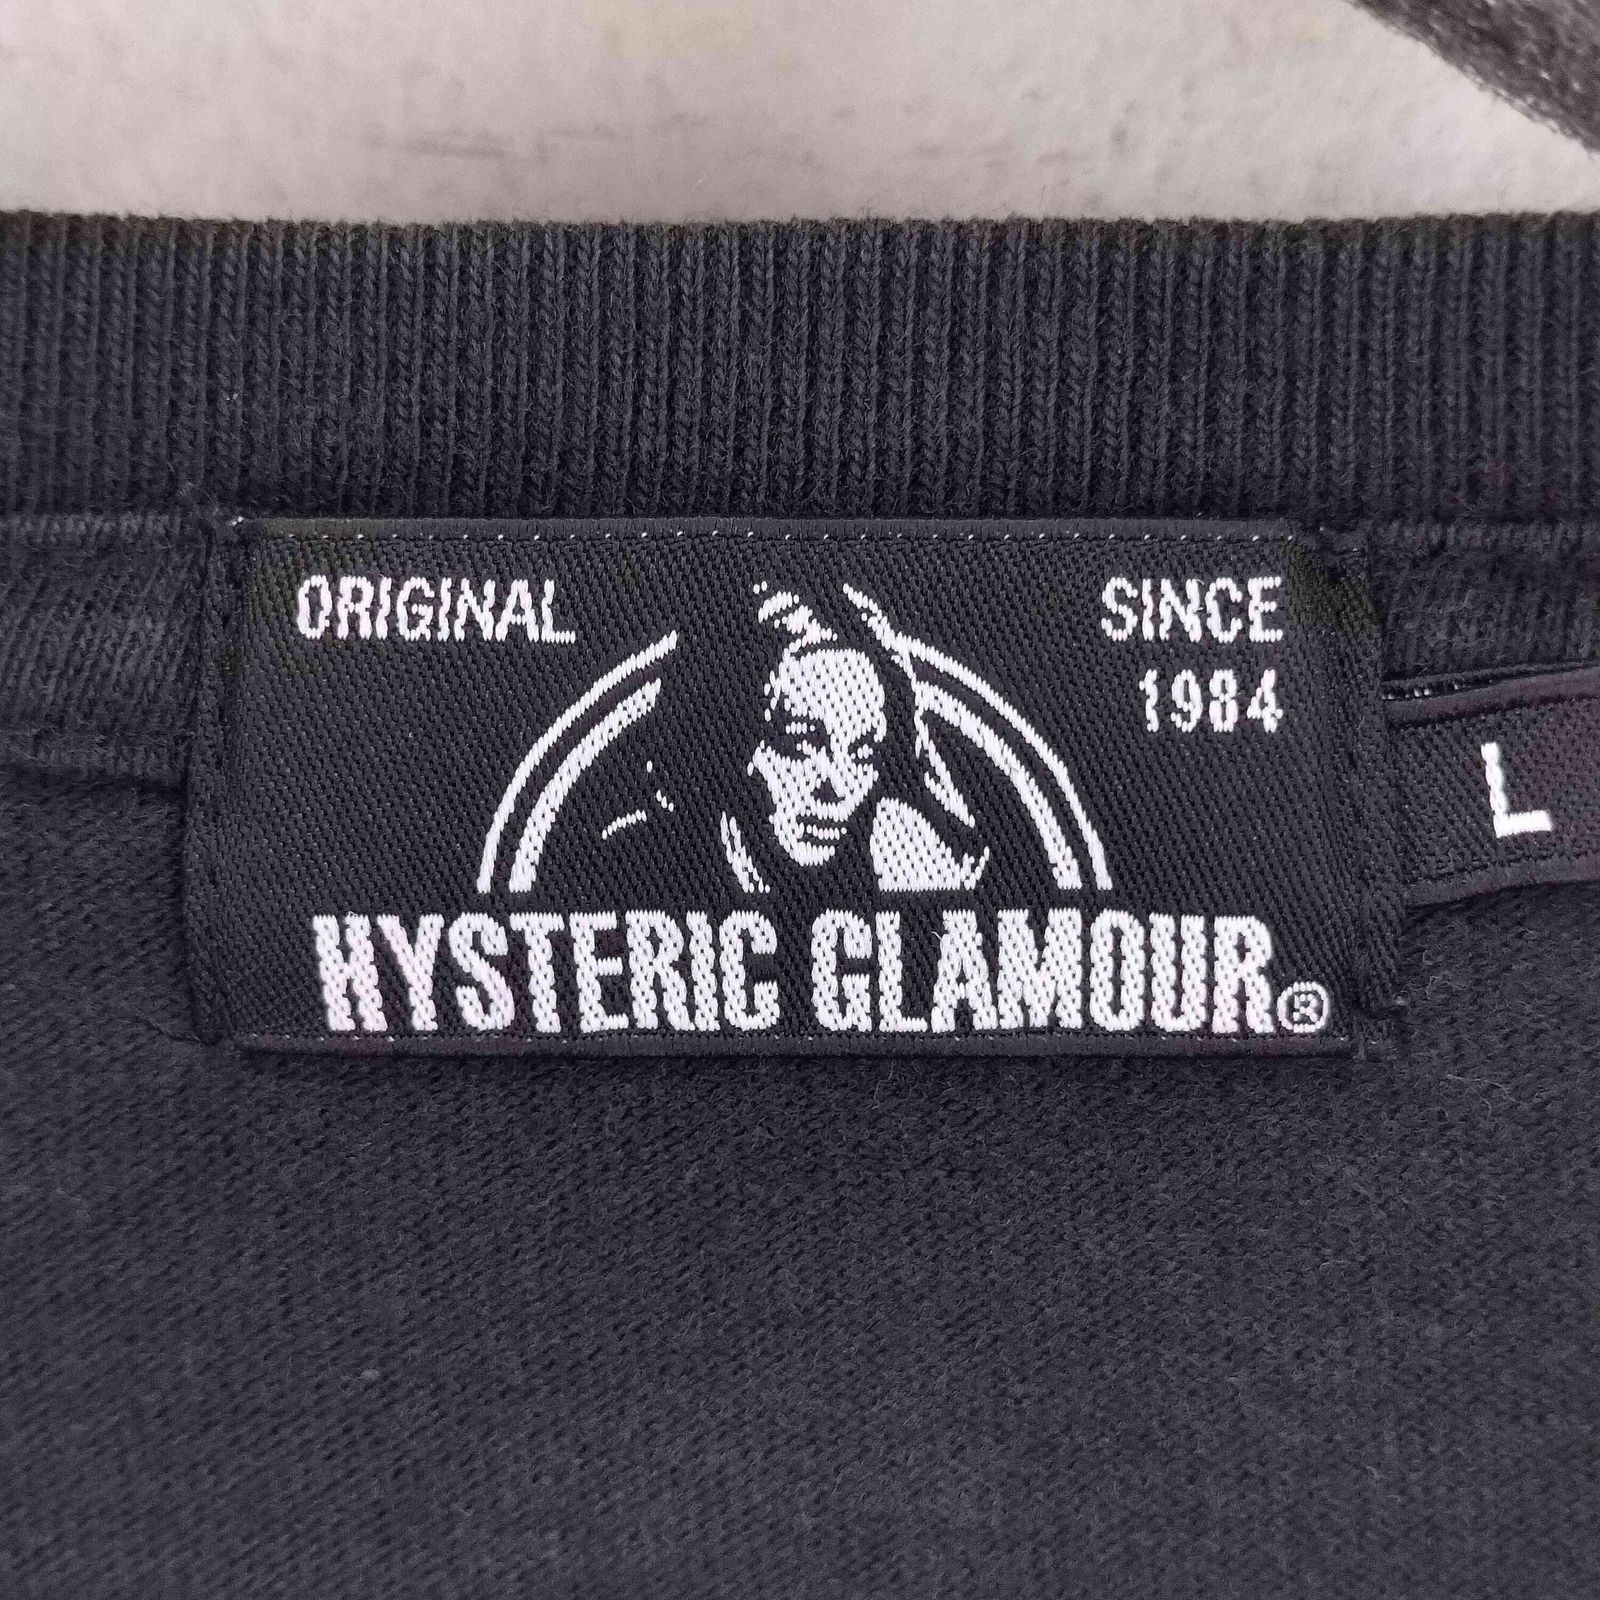 ORIGINAL
SINCE
1984
HYSTERIC GLAMOUR®
L